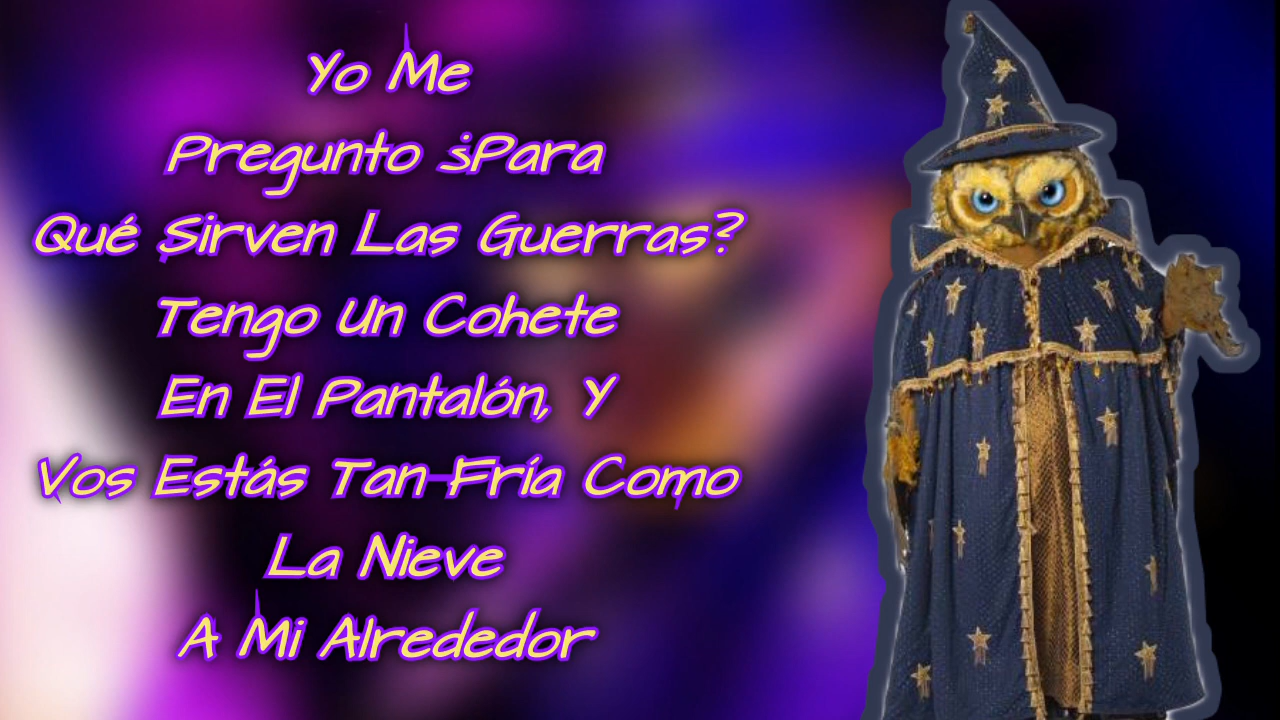 Yo Me
Pregunto ¿Para
Qué Sirven Las Guerras?
Tengo Un Cohete
En El Pantalón, Y
Vos Estás Tan Fría Como
La Nieve
A Mi Alrededor